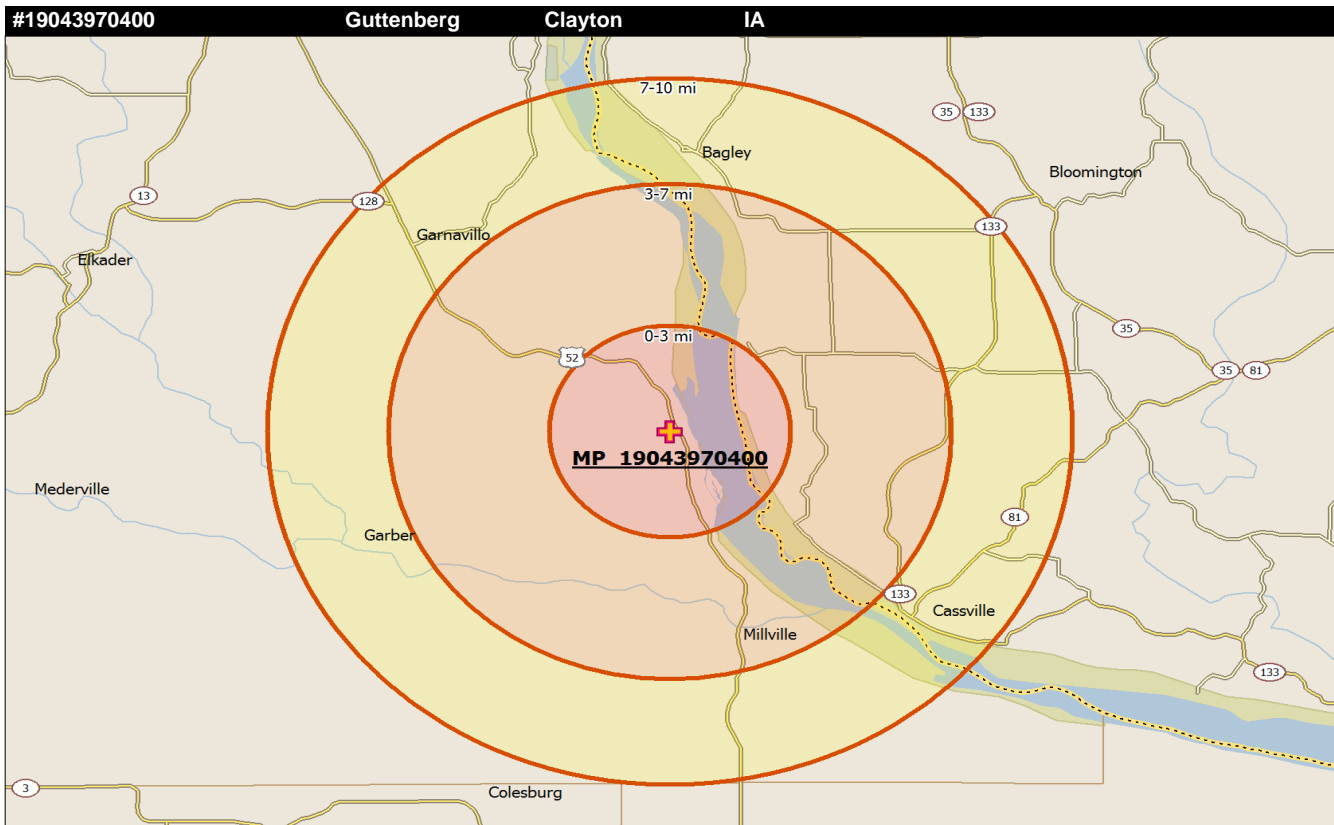 #19043970400 Guttenberg Clayton IA
7-10 mi
35 133
Bagley
Bloomington
3-7 mi
13
128
133
Garnavillo
Elkader
35
0-3 mi
52
35 81
MP 19043970400
Mederville
81
Garber
133
Cassville
Millville
133
3
Colesburg